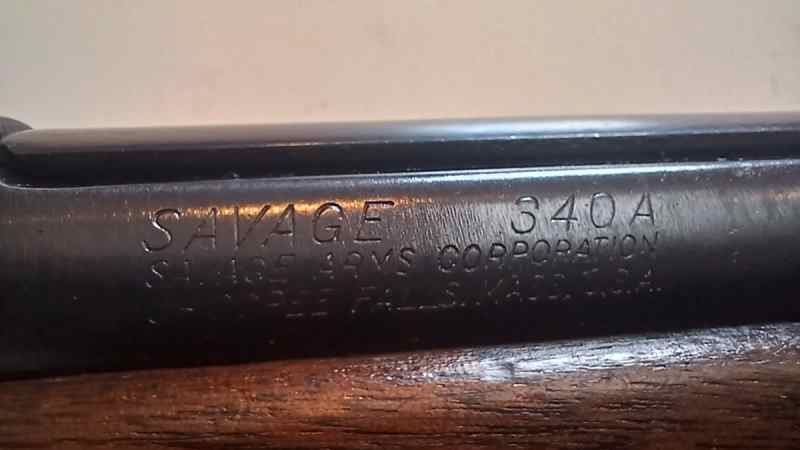 SAVAGE 340A
SAVAGE ARMS CORPORATION
FALLS, MASS. U.S.A.